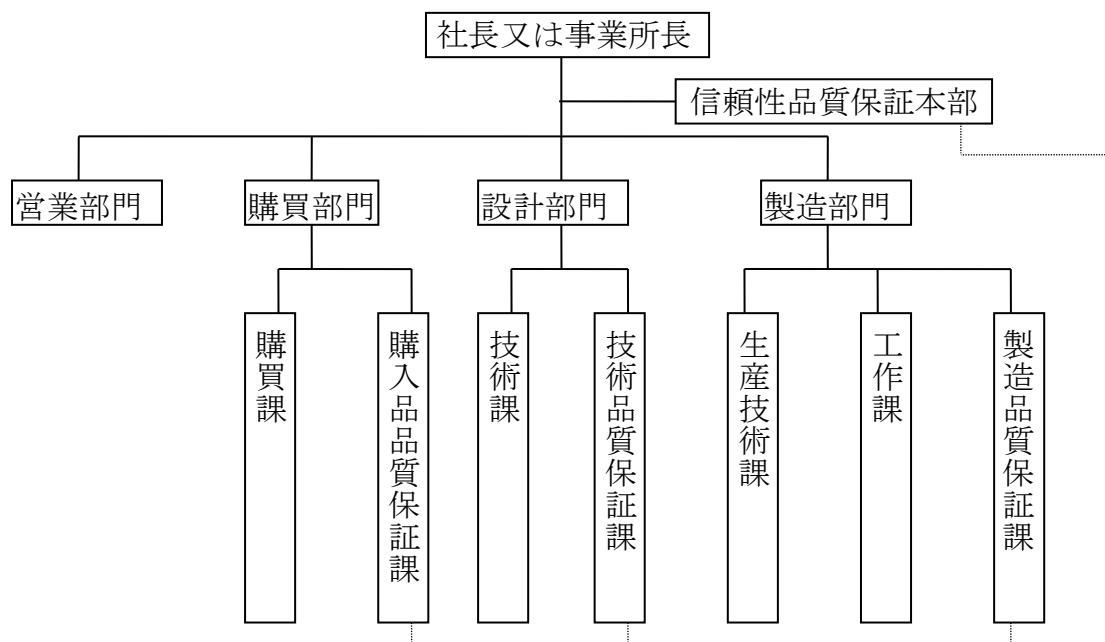 社長又は事業所長
信頼性品質保証本部
営業部門
購買部門
設計部門
製造部門
購買課
購入品品質保証課
技術課
技術品質保証課
生産技術課
工作課
製造品質保証課